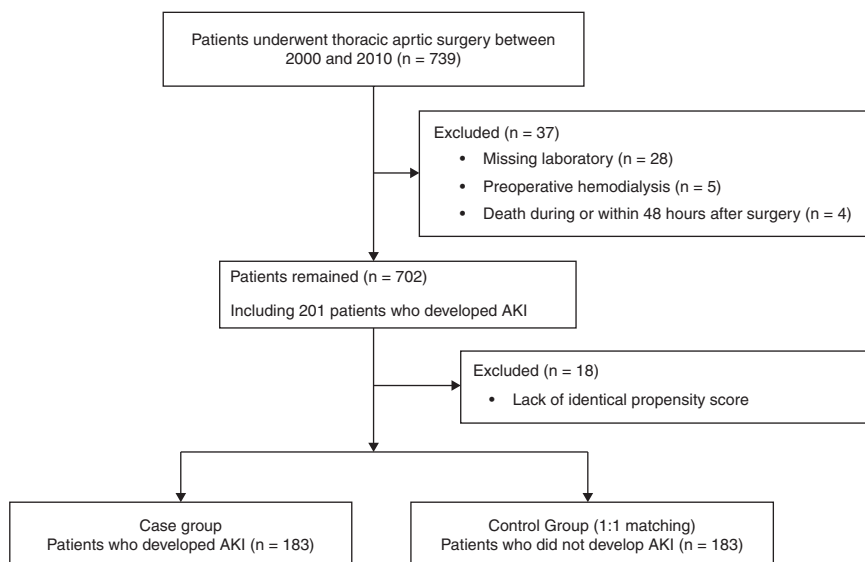 Patients underwent thoracic aprtic surgery between
2000 and 2010 (n = 739)
Excluded (n = 37)
• Missing laboratory (n = 28)
• Preoperative hemodialysis (n = 5)
• Death during or within 48 hours after surgery (n = 4)
Patients remained (n = 702)
Including 201 patients who developed AKI
Excluded (n = 18)
• Lack of identical propensity score
Case group
Patients who developed AKI (n = 183)
Control Group (1:1 matching)
Patients who did not develop AKI (n = 183)